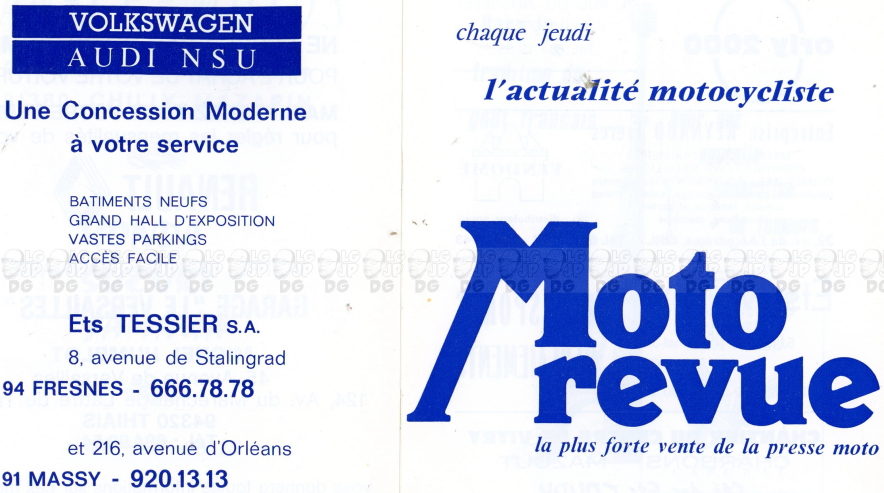 VOLKSWAGEN
AUDI NSU
Une Concession Moderne
à votre service
BATIMENTS NEUFS
GRAND HALL D'EXPOSITION
VASTES PARKINGS
ACCÈS FACILE
Ets TESSIER S.A.
8, avenue de Stalingrad
94 FRESNES - 666.78.78
et 216, avenue d'Orléans
91 MASSY - 920.13.13
chaque jeudi
l'actualité motocycliste
Moto
revue
la plus forte vente de la presse moto